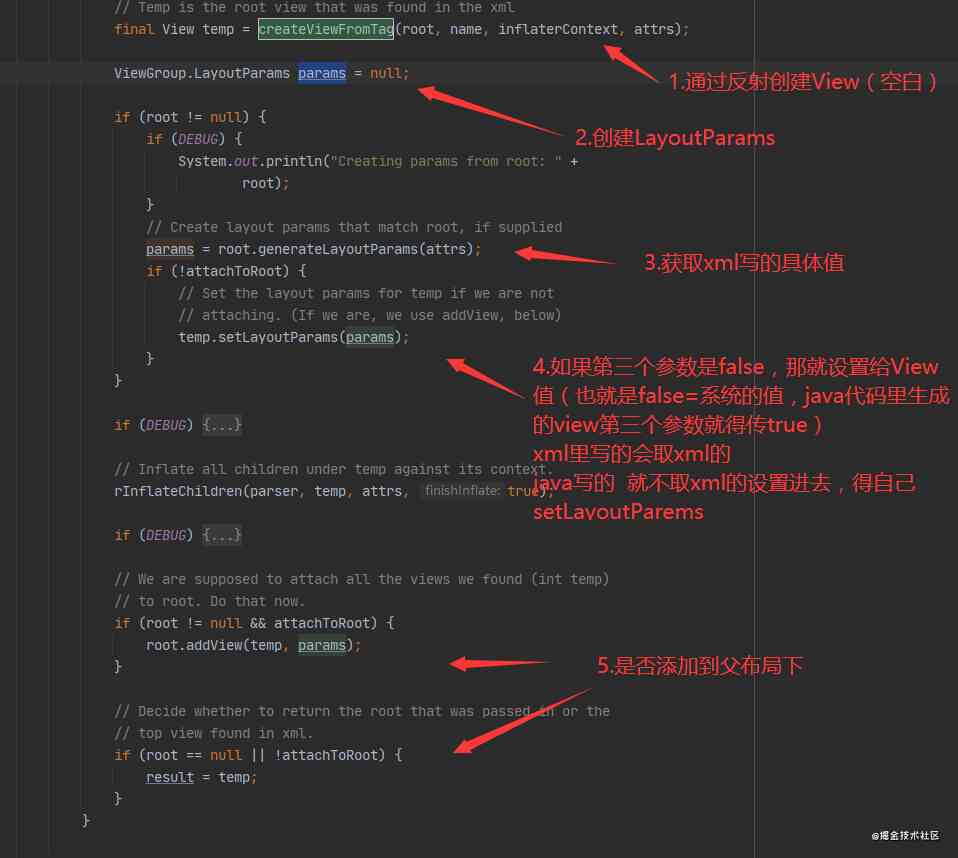 // Temp is the root view that was found in the xml
final View temp = createViewFromTag(root, name, inflaterContext, attrs);
1.通过反射创建View（空白）
ViewGroup.LayoutParams params = null;
2.创建LayoutParams
if (root != null) {
if (DEBUG) {
System.out.println("Creating params from root: " +
root);
}
// Create layout params that match root, if supplied
params = root.generateLayoutParams(attrs);
3.获取xml写的具体值
if (!attachToRoot) {
// Set the layout params for temp if we are not
// attaching. (If we are, we use addView, below)
temp.setLayoutParams(params);
}
}
4.如果第三个参数是false，那就设置给View
值（也就是false=系统的值，java代码里生成
的view第三个参数就得传true）
xml里写的会取xml的
java写的 就不取xml的设置进去，得自己
setLayoutParems
if (DEBUG) {...}
// Inflate all children under temp against its context.
rInflateChildren(parser, temp, attrs, finishInflate: true);
if (DEBUG) {...}
// We are supposed to attach all the views we found (int temp)
// to root. Do that now.
if (root != null && attachToRoot) {
root.addView(temp, params);
}
5.是否添加到父布局下
// Decide whether to return the root that was passed in or the
// top view found in xml.
if (root == null || !attachToRoot) {
result = temp;
}
}
@掘金技术社区